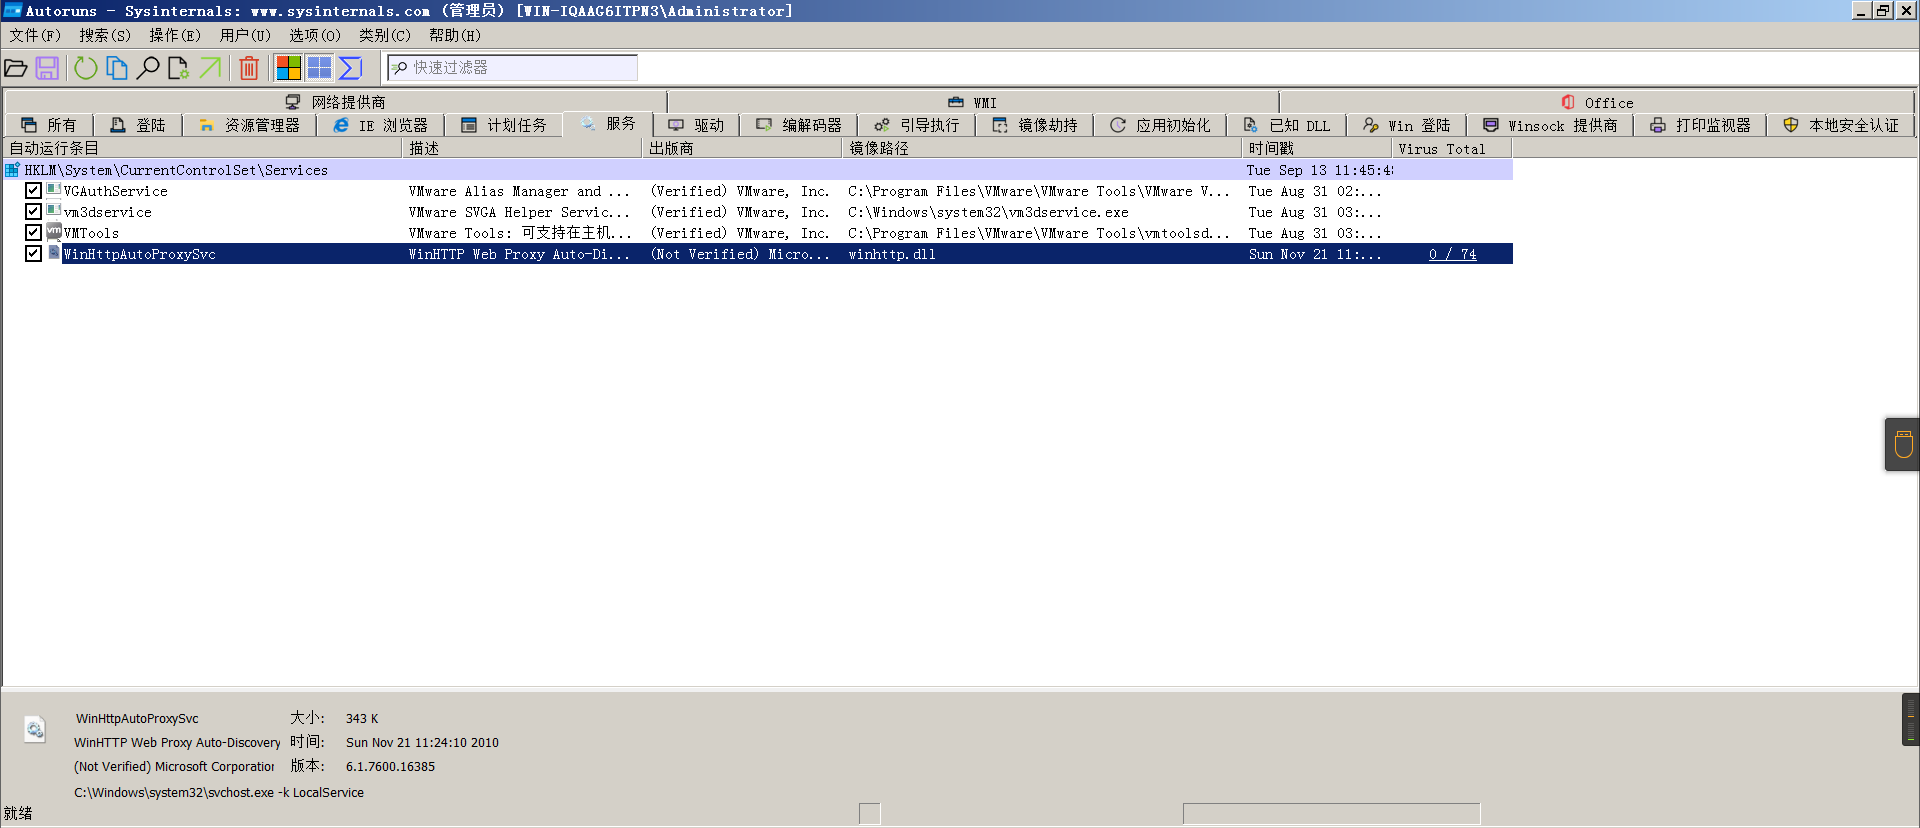 Autoruns - Sysinternals: www.sysinternals.com (管理员) [WIN-IQAAG6ITPN3\Administrator]
文件(F) 搜索(S) 操作(E) 用户(U) 选项(O) 类别(C) 帮助(H)
快速过滤器
网络提供商 WMI Office
所有 登陆 资源管理器 IE 浏览器 计划任务 服务 驱动 编解码器 引导执行 镜像劫持 应用初始化 已知 DLL Win 登陆 Winsock 提供商 打印监视器 本地安全认证
自动运行条目 描述 出版商 镜像路径 时间戳 Virus Total
HKLM\System\CurrentControlSet\Services Tue Sep 13 11:45:4
VGAuthService VMware Alias Manager and ... (Verified) VMware, Inc. C:\Program Files\VMware\VMware Tools\VMware V... Tue Aug 31 02:...
vm3dservice VMware SVGA Helper Servic... (Verified) VMware, Inc. C:\Windows\system32\vm3dservice.exe Tue Aug 31 03:...
VMTools VMware Tools: 可支持在主机... (Verified) VMware, Inc. C:\Program Files\VMware\VMware Tools\vmtoolsd... Tue Aug 31 03:...
WinHttpAutoProxySvc WinHTTP Web Proxy Auto-Di... (Not Verified) Micro... winhttp.dll Sun Nov 21 11:... 0 / 74
WinHttpAutoProxySvc 大小: 343 K
WinHTTP Web Proxy Auto-Discovery 时间: Sun Nov 21 11:24:10 2010
(Not Verified) Microsoft Corporation 版本: 6.1.7600.16385
C:\Windows\system32\svchost.exe -k LocalService
就绪